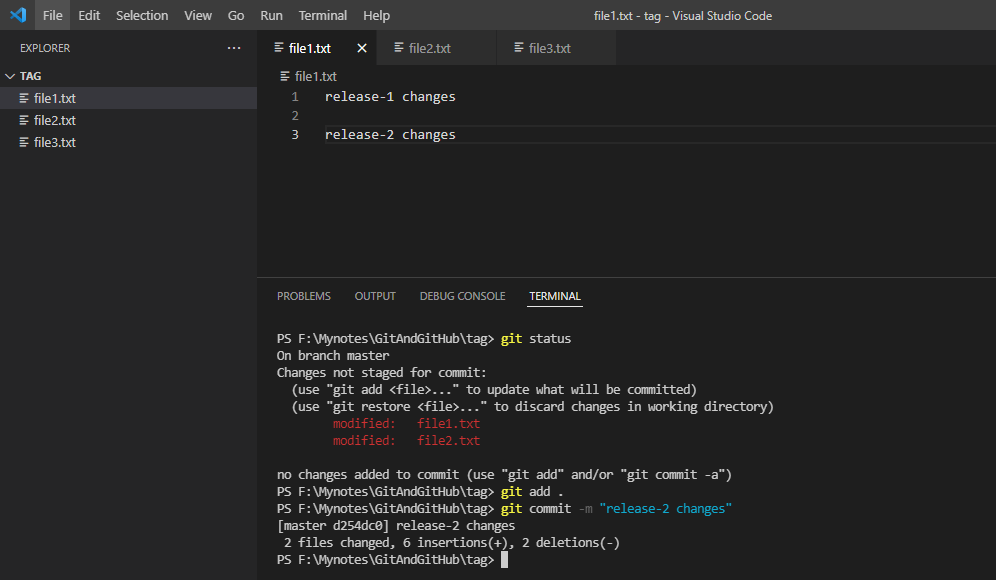 File Edit Selection View Go Run Terminal Help file1.txt - tag - Visual Studio Code
EXPLORER ...
TAG
file1.txt
file2.txt
file3.txt
file1.txt file2.txt file3.txt
file1.txt
1 release-1 changes
2
3 release-2 changes
PROBLEMS OUTPUT DEBUG CONSOLE TERMINAL
PS F:\Mynotes\GitAndGitHub\tag> git status
On branch master
Changes not staged for commit:
  (use "git add <file>..." to update what will be committed)
  (use "git restore <file>..." to discard changes in working directory)
        modified:   file1.txt
        modified:   file2.txt
no changes added to commit (use "git add" and/or "git commit -a")
PS F:\Mynotes\GitAndGitHub\tag> git add .
PS F:\Mynotes\GitAndGitHub\tag> git commit -m "release-2 changes"
[master d254dc0] release-2 changes
 2 files changed, 6 insertions(+), 2 deletions(-)
PS F:\Mynotes\GitAndGitHub\tag>